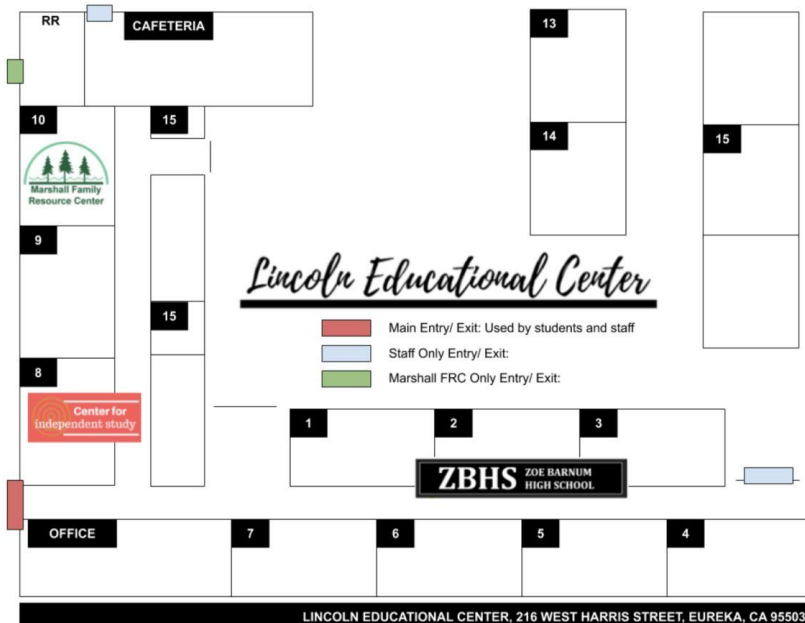 RR
CAFETERIA
13
10
15
14
15
Marshall Family
Resource Center
9
Lincoln Educational Center
15
Main Entry/ Exit: Used by students and staff
Staff Only Entry/ Exit:
Marshall FRC Only Entry/ Exit:
8
Center for
independent study
1
2
3
ZBHS ZOE BARNUM
HIGH SCHOOL
OFFICE
7
6
5
4
LINCOLN EDUCATIONAL CENTER, 216 WEST HARRIS STREET, EUREKA, CA 95503